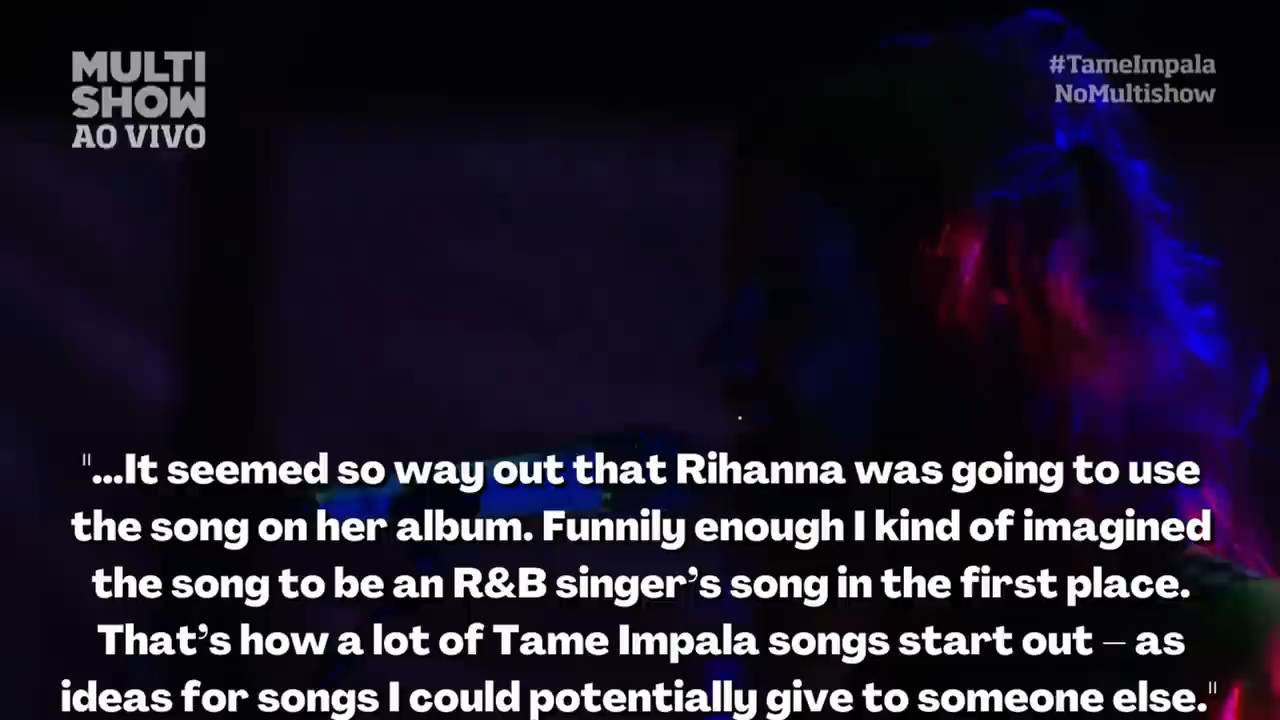 MULTI
SHOW
AO VIVO
#TameImpala
NoMultishow
"...It seemed so way out that Rihanna was going to use
the song on her album. Funnily enough I kind of imagined
the song to be an R&B singer’s song in the first place.
That’s how a lot of Tame Impala songs start out – as
ideas for songs I could potentially give to someone else."